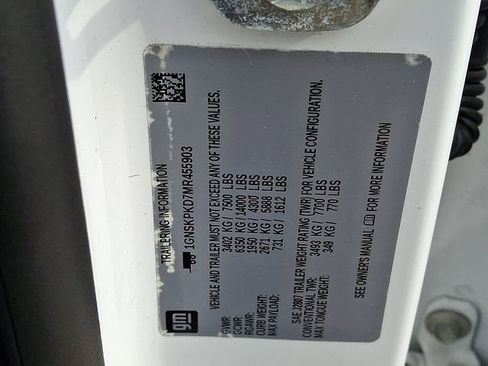 TRAILERING INFORMATION
1GNSKPKD7MR455903
VEHICLE AND TRAILER MUST NOT EXCEED ANY OF THESE VALUES.
GVWR: 3402 KG / 7500 LBS
GCWR: 6350 KG / 14000 LBS
RGAWR: 1950 KG / 4300 LBS
CURB WEIGHT: 2671 KG / 5888 LBS
MAX PAYLOAD: 731 KG / 1612 LBS
SAE J2807 TRAILER WEIGHT RATING (TWR) FOR VEHICLE CONFIGURATION.
CONVENTIONAL TWR: 3493 KG / 7700 LBS
MAX TONGUE WEIGHT: 349 KG / 770 LBS
SEE OWNER'S MANUAL FOR MORE INFORMATION
gm